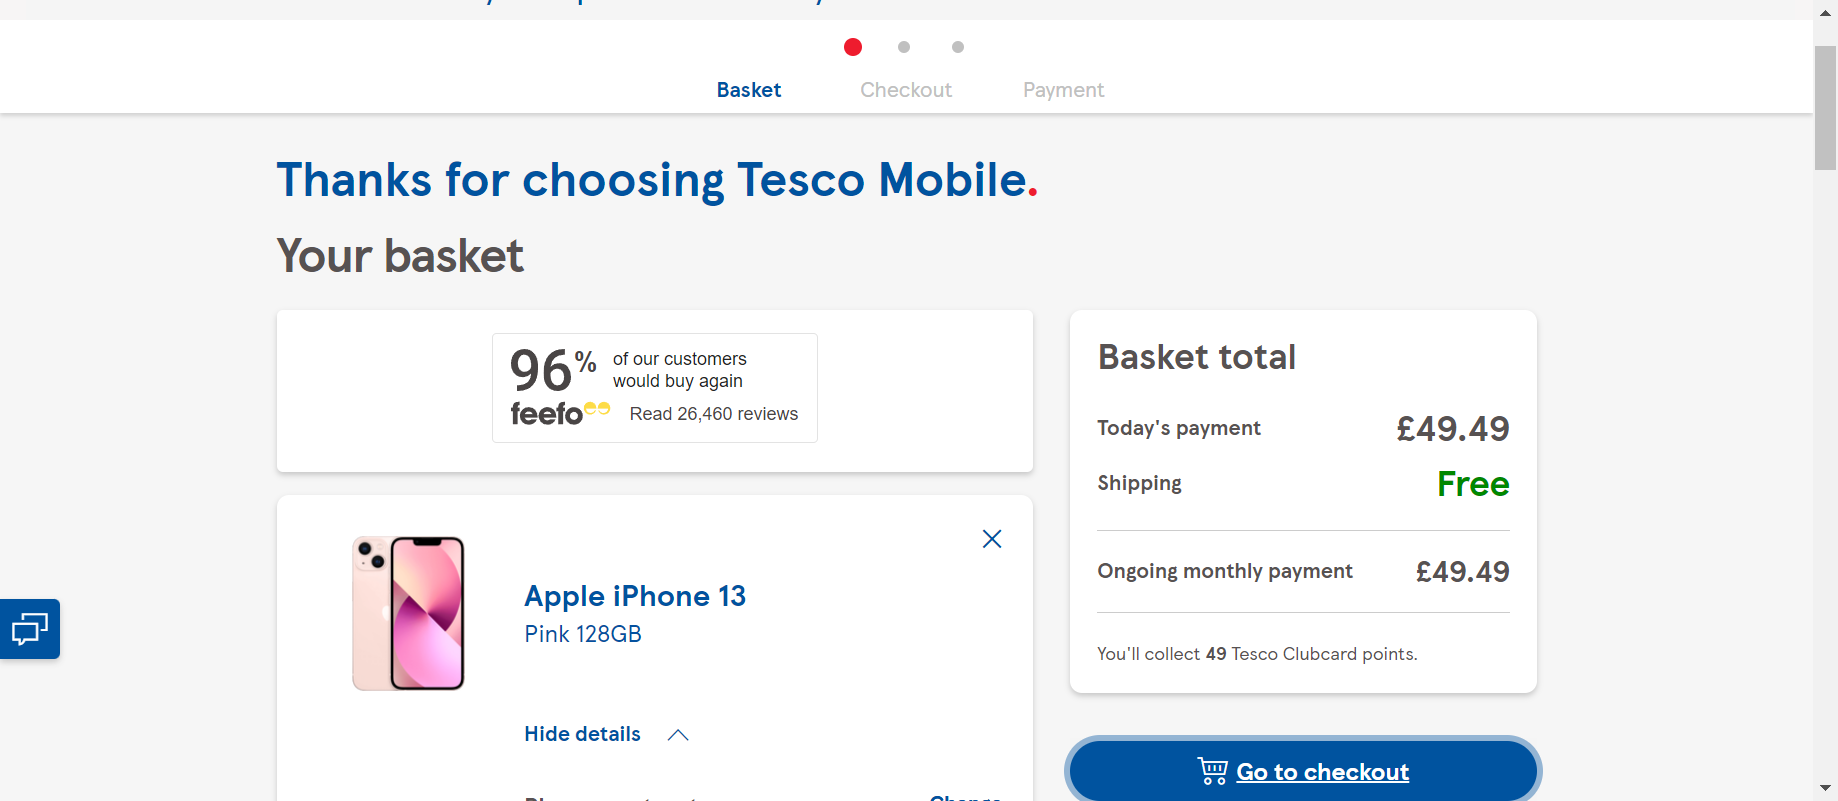 Basket
Checkout
Payment
Thanks for choosing Tesco Mobile.
Your basket
96% of our customers
would buy again
feefo Read 26,460 reviews
Basket total
Today's payment £49.49
Shipping Free
Ongoing monthly payment £49.49
You'll collect 49 Tesco Clubcard points.
Apple iPhone 13
Pink 128GB
Hide details
Go to checkout
Change